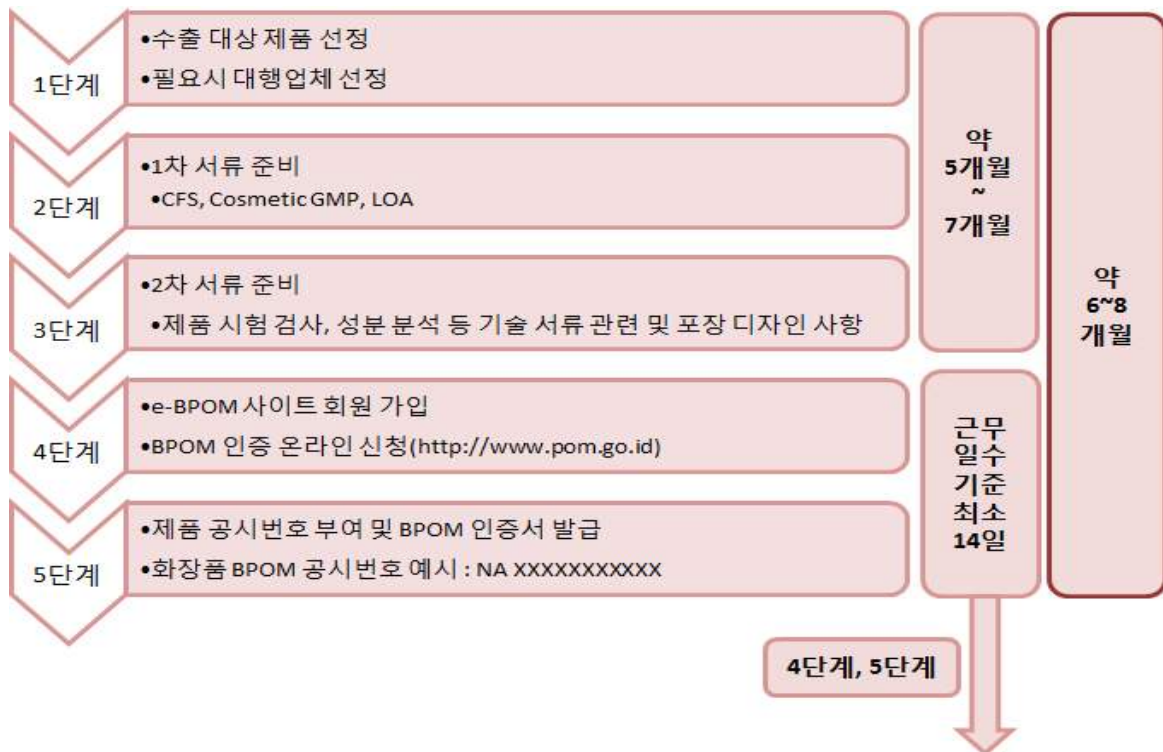 1단계
•수출 대상 제품 선정
•필요시 대행업체 선정
2단계
•1차 서류 준비
•CFS, Cosmetic GMP, LOA
3단계
•2차 서류 준비
•제품 시험 검사, 성분 분석 등 기술 서류 관련 및 포장 디자인 사항
4단계
•e-BPOM 사이트 회원 가입
•BPOM 인증 온라인 신청(http://www.pom.go.id)
5단계
•제품 공시번호 부여 및 BPOM 인증서 발급
•화장품 BPOM 공시번호 예시 : NA XXXXXXXXXXX
약
5개월
~
7개월
근무
일수
기준
최소
14일
약
6~8
개월
4단계, 5단계